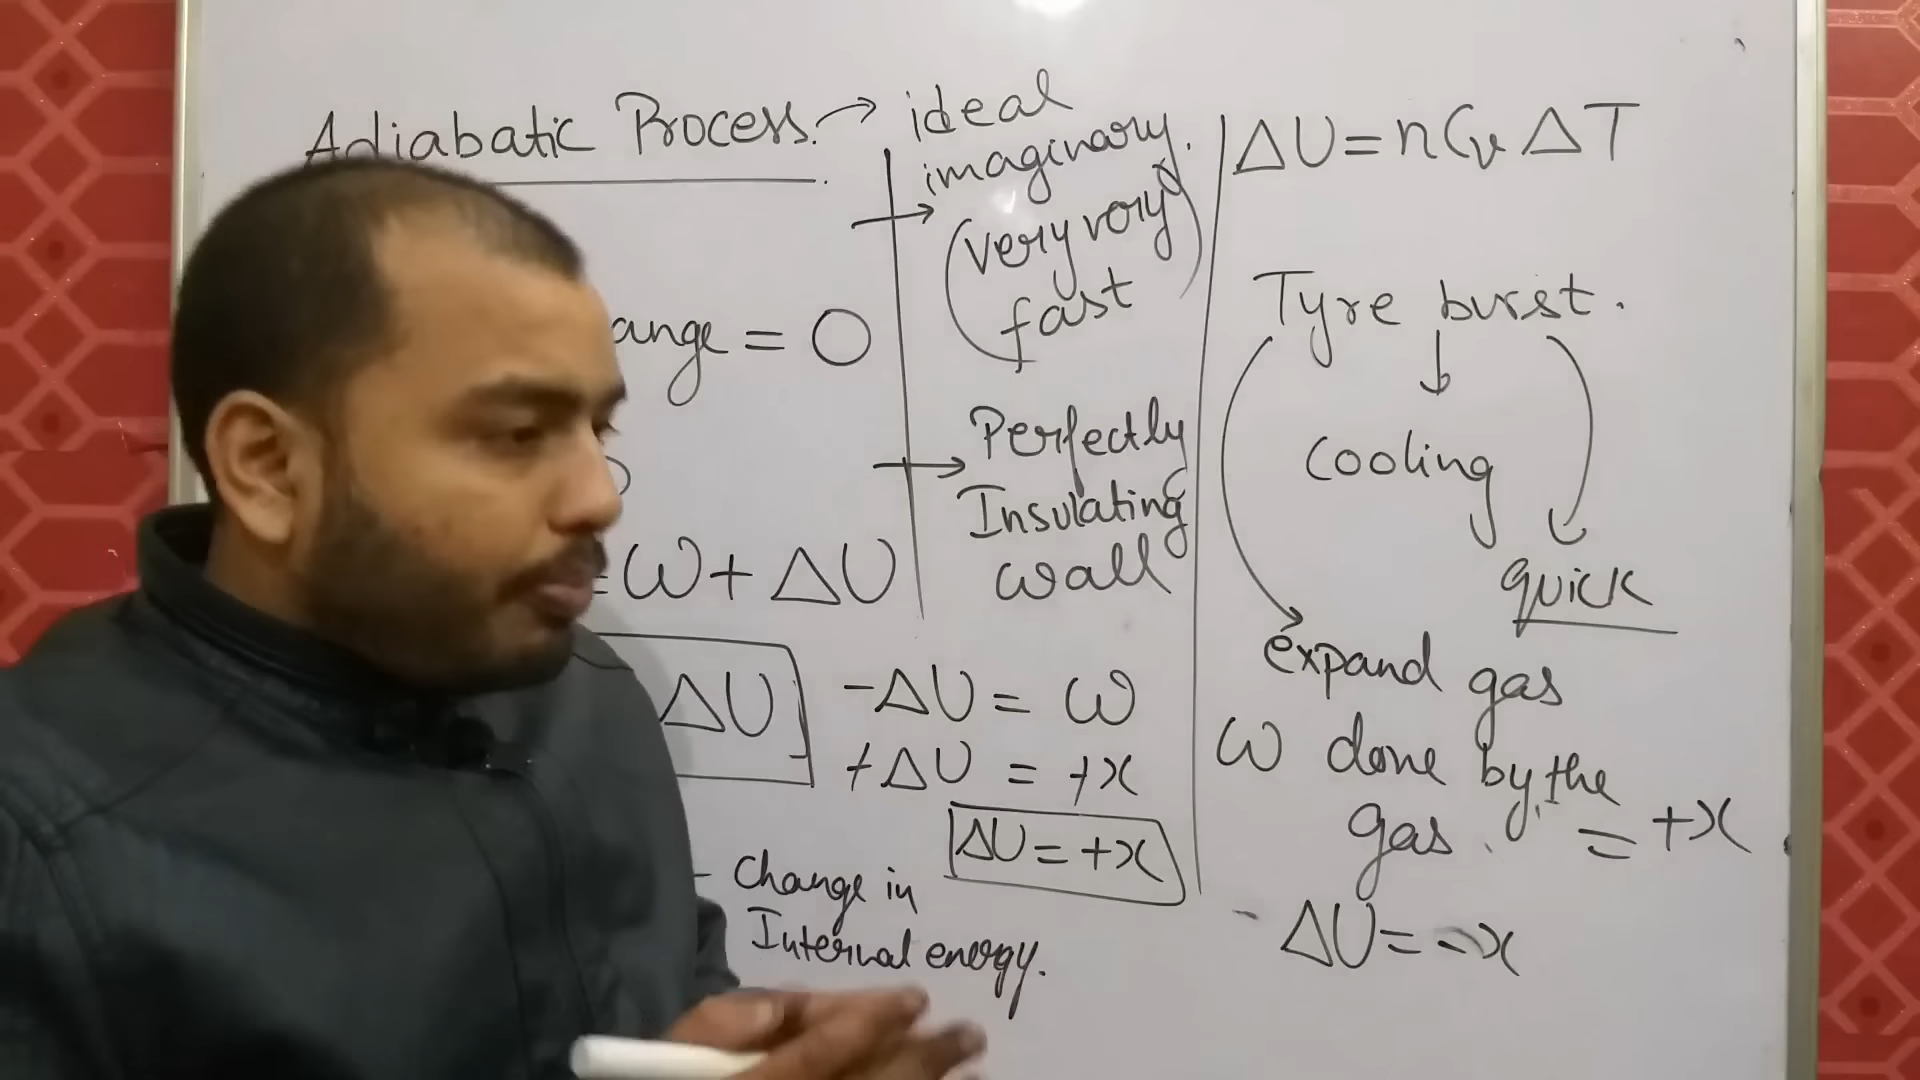 Adiabatic Process. → ideal
imaginary.
(very very
fast
ange = 0
Perfectly
Insulating
wall
= W + ΔU
ΔU
-ΔU = W
+ΔU = +x
ΔU = +x
- Change in
Internal energy.
ΔU = nCv ΔT
Tyre burst.
cooling
quick
expand gas
W done by the
gas. = +x
- ΔU = -x